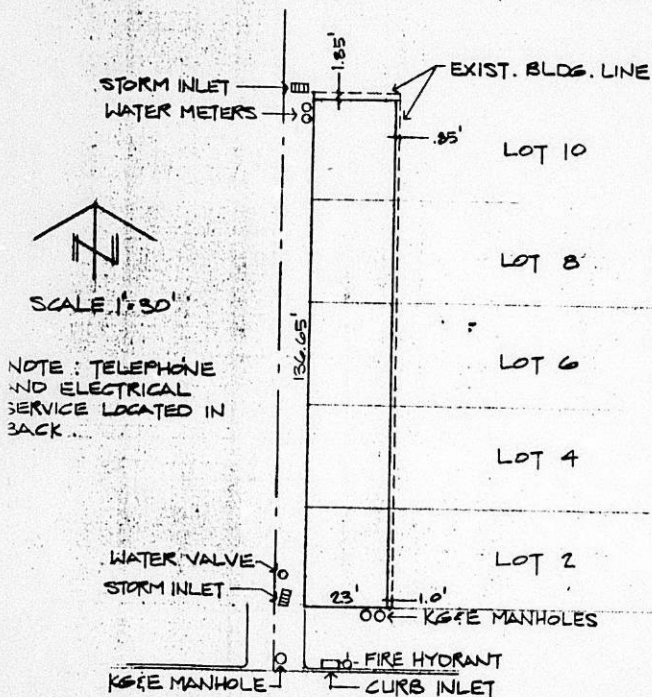 1.85'
STORM INLET
EXIST. BLDG. LINE
WATER METERS
.85'
LOT 10
N
LOT 8
SCALE 1"=30'
136.65'
LOT 6
NOTE : TELEPHONE
AND ELECTRICAL
SERVICE LOCATED IN
BACK.
LOT 4
WATER VALVE
LOT 2
STORM INLET
23'
1.0'
KG&E MANHOLES
FIRE HYDRANT
KG&E MANHOLE
CURB INLET